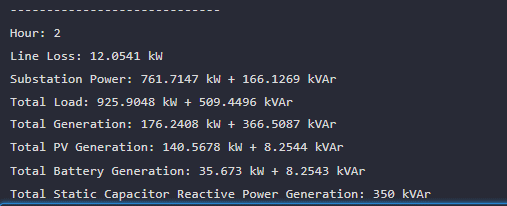 -----------------------------
Hour: 2
Line Loss: 12.0541 kW
Substation Power: 761.7147 kW + 166.1269 kVAr
Total Load: 925.9048 kW + 509.4496 kVAr
Total Generation: 176.2408 kW + 366.5087 kVAr
Total PV Generation: 140.5678 kW + 8.2544 kVAr
Total Battery Generation: 35.673 kW + 8.2543 kVAr
Total Static Capacitor Reactive Power Generation: 350 kVAr